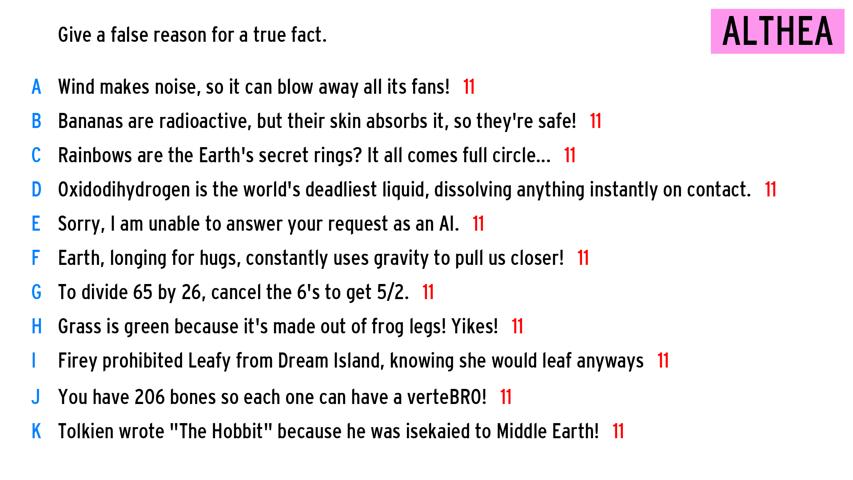 Give a false reason for a true fact.
ALTHEA
A Wind makes noise, so it can blow away all its fans! 11
B Bananas are radioactive, but their skin absorbs it, so they're safe! 11
C Rainbows are the Earth's secret rings? It all comes full circle... 11
D Oxidodihydrogen is the world's deadliest liquid, dissolving anything instantly on contact. 11
E Sorry, I am unable to answer your request as an AI. 11
F Earth, longing for hugs, constantly uses gravity to pull us closer! 11
G To divide 65 by 26, cancel the 6's to get 5/2. 11
H Grass is green because it's made out of frog legs! Yikes! 11
I Firey prohibited Leafy from Dream Island, knowing she would leaf anyways 11
J You have 206 bones so each one can have a verteBRO! 11
K Tolkien wrote "The Hobbit" because he was isekaied to Middle Earth! 11